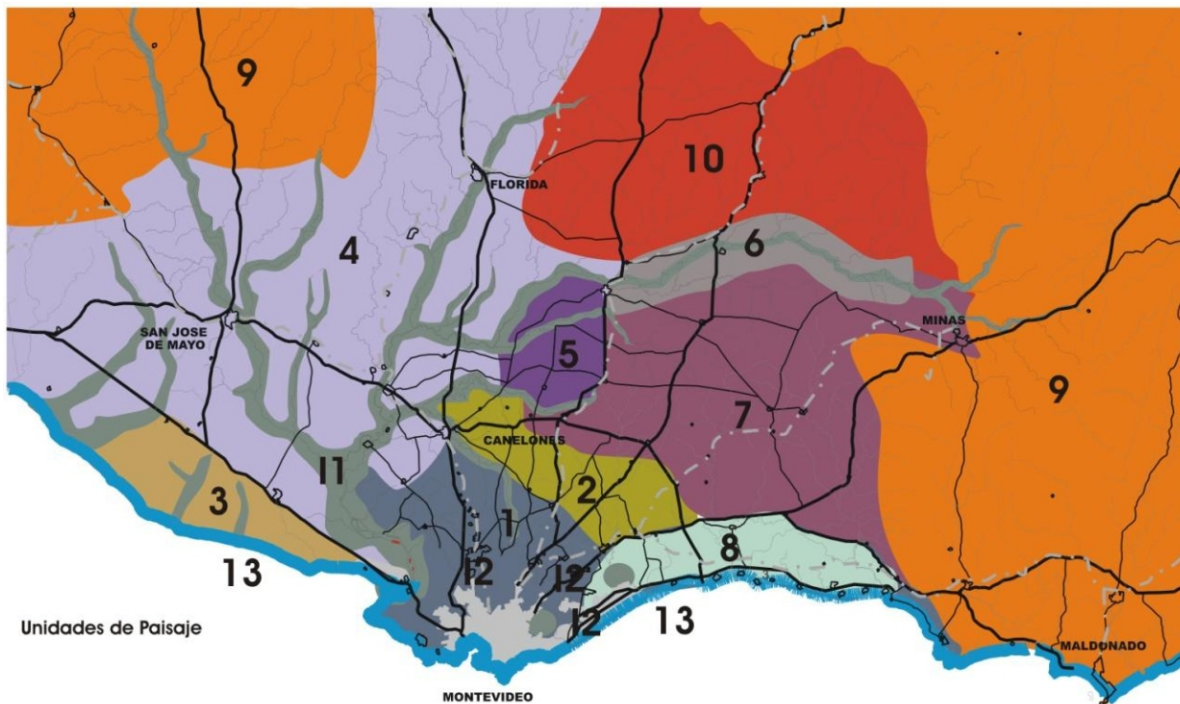 9
10
FLORIDA
4
6
SAN JOSE
DE MAYO
MINAS
5
9
7
CANELONES
11
3
2
1
8
13
12
12
12
13
Unidades de Paisaje
MALDONADO
MONTEVIDEO